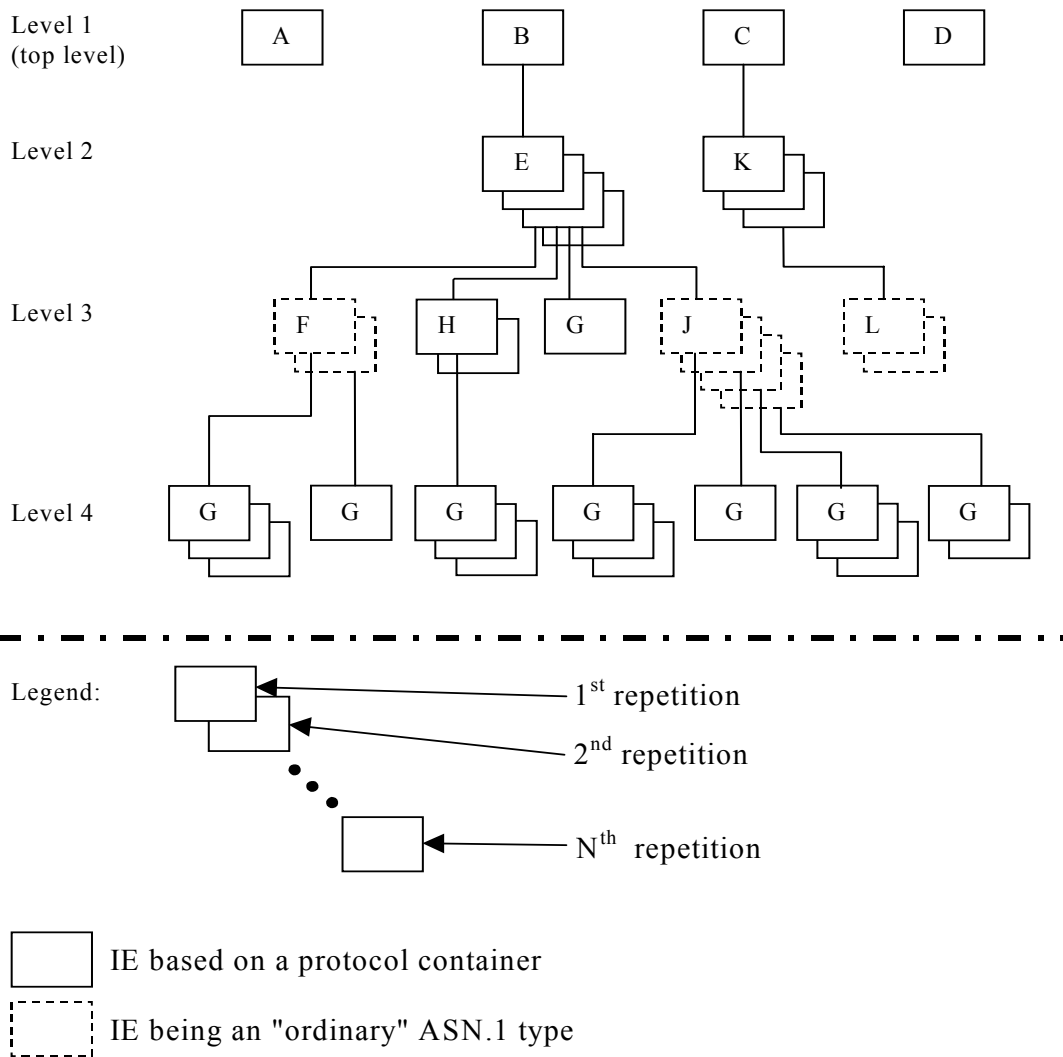 Level 1
(top level)
A B C D
Level 2
E K
Level 3
F H G J L
Level 4
G G G G G G G
Legend:
1st repetition
2nd repetition
Nth repetition
IE based on a protocol container
IE being an "ordinary" ASN.1 type